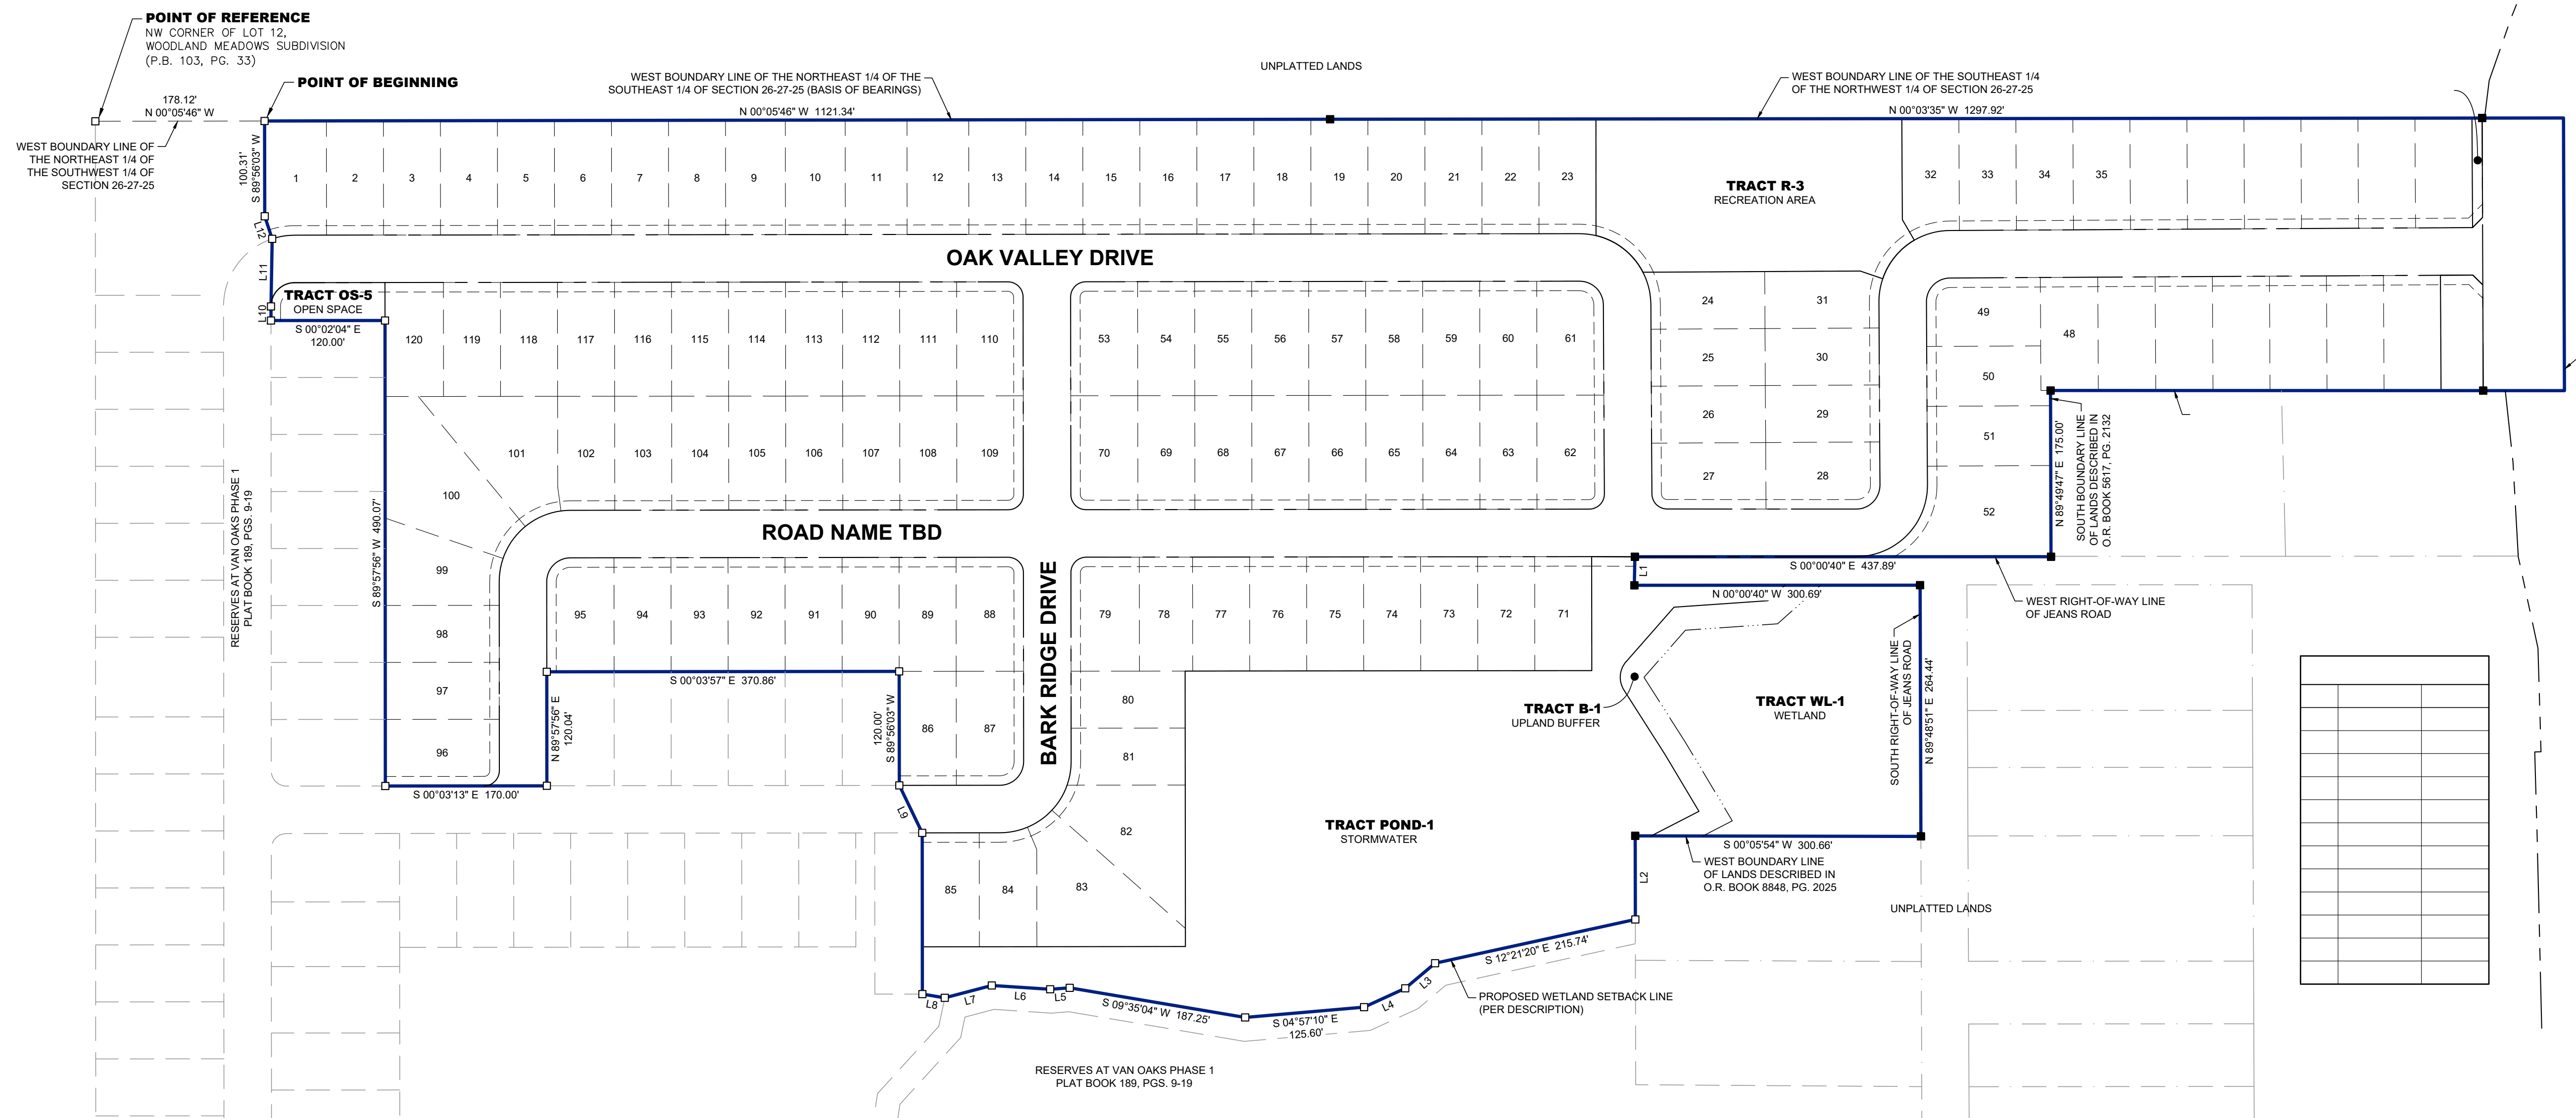 POINT OF REFERENCE
NW CORNER OF LOT 12,
WOODLAND MEADOWS SUBDIVISION
(P.B. 103, PG. 33)
POINT OF BEGINNING
178.12'
N 00°05'46" W
WEST BOUNDARY LINE OF
THE NORTHEAST 1/4 OF
THE SOUTHWEST 1/4 OF
SECTION 26-27-25
WEST BOUNDARY LINE OF THE NORTHEAST 1/4 OF THE
SOUTHEAST 1/4 OF SECTION 26-27-25 (BASIS OF BEARINGS)
N 00°05'46" W 1121.34'
UNPLATTED LANDS
WEST BOUNDARY LINE OF THE SOUTHEAST 1/4
OF THE NORTHWEST 1/4 OF SECTION 26-27-25
N 00°03'35" W 1297.92'
100.31'
S 89°56'03" W
L12
L11
L10
1
2
3
4
5
6
7
8
9
10
11
12
13
14
15
16
17
18
19
20
21
22
23
TRACT R-3
RECREATION AREA
32
33
34
35
OAK VALLEY DRIVE
TRACT OS-5
OPEN SPACE
S 00°02'04" E
120.00'
120
119
118
117
116
115
114
113
112
111
110
53
54
55
56
57
58
59
60
61
24
31
25
30
26
29
27
28
49
48
50
51
52
101
102
103
104
105
106
107
108
109
70
69
68
67
66
65
64
63
62
100
99
98
97
96
RESERVES AT VAN OAKS PHASE 1
PLAT BOOK 189, PGS. 9-19
S 89°57'56" W 490.07'
N 89°49'47" E 175.00'
SOUTH BOUNDARY LINE
OF LANDS DESCRIBED IN
O.R. BOOK 5617, PG. 2132
ROAD NAME TBD
BARK RIDGE DRIVE
S 00°00'40" E 437.89'
L1
N 00°00'40" W 300.69'
WEST RIGHT-OF-WAY LINE
OF JEANS ROAD
95
94
93
92
91
90
89
88
79
78
77
76
75
74
73
72
71
S 00°03'57" E 370.86'
N 89°57'56" E
120.04'
120.00'
S 89°56'03" W
86
87
80
81
82
S 00°03'13" E 170.00'
L9
85
84
83
TRACT B-1
UPLAND BUFFER
TRACT WL-1
WETLAND
SOUTH RIGHT-OF-WAY LINE
OF JEANS ROAD
N 89°48'51" E 264.44'
TRACT POND-1
STORMWATER
S 00°05'54" W 300.66'
WEST BOUNDARY LINE
OF LANDS DESCRIBED IN
O.R. BOOK 8848, PG. 2025
L2
UNPLATTED LANDS
S 12°21'20" E 215.74'
L3
L4
PROPOSED WETLAND SETBACK LINE
(PER DESCRIPTION)
S 04°57'10" E
125.60'
S 09°35'04" W 187.25'
L5
L6
L7
L8
RESERVES AT VAN OAKS PHASE 1
PLAT BOOK 189, PGS. 9-19